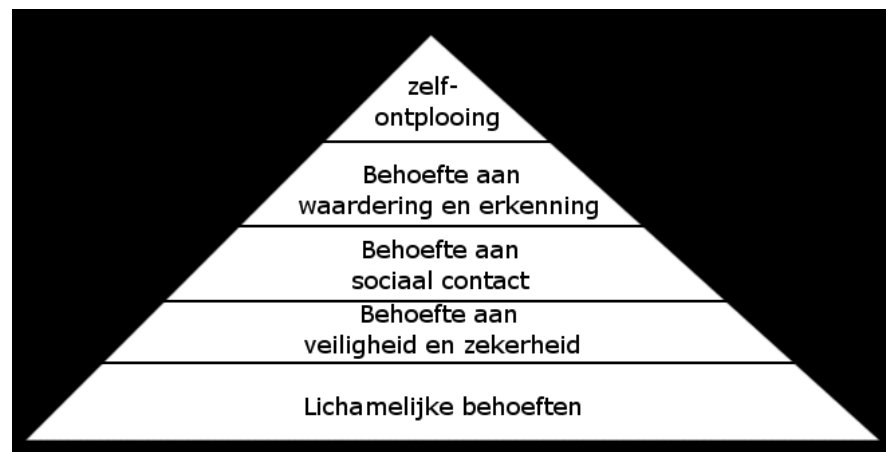 zelf-
ontplooing
Behoefte aan
waardering en erkenning
Behoefte aan
sociaal contact
Behoefte aan
veiligheid en zekerheid
Lichamelijke behoeften